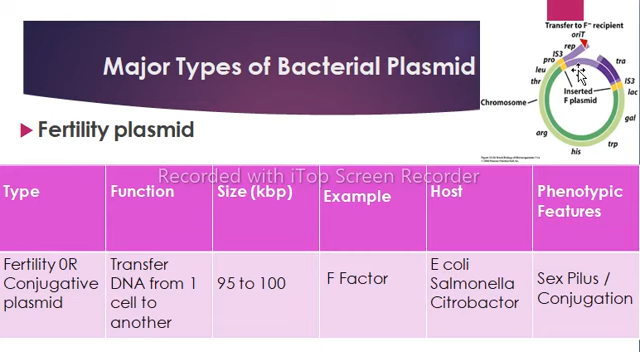 Major Types of Bacterial Plasmid
Transfer to F⁻ recipient
oriT
rep
IS3
pro
leu
thr
tra
IS3
lac
Inserted
F plasmid
Chromosome
gal
arg
trp
his
Fertility plasmid
Recorded with iTop Screen Recorder
Type
Function
Size (kbp)
Example
Host
Phenotypic
Features
Fertility 0R
Conjugative
plasmid
Transfer
DNA from 1
cell to
another
95 to 100
F Factor
E coli
Salmonella
Citrobactor
Sex Pilus /
Conjugation